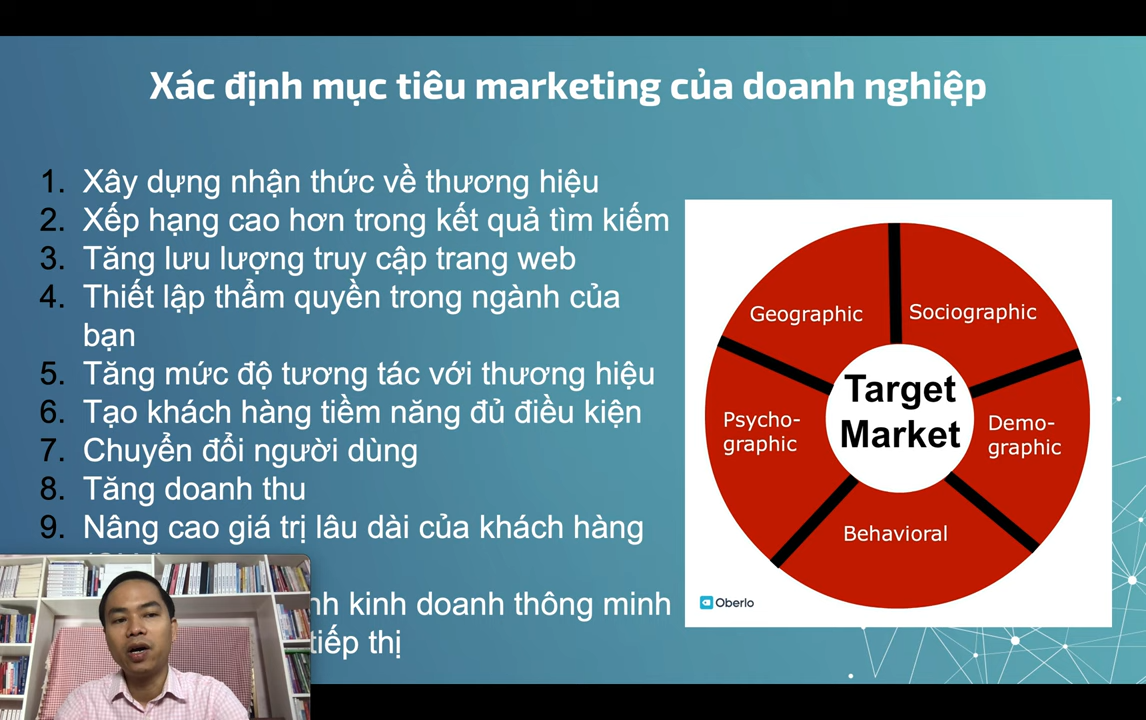 Xác định mục tiêu marketing của doanh nghiệp
1. Xây dựng nhận thức về thương hiệu
2. Xếp hạng cao hơn trong kết quả tìm kiếm
3. Tăng lưu lượng truy cập trang web
4. Thiết lập thẩm quyền trong ngành của
bạn
5. Tăng mức độ tương tác với thương hiệu
6. Tạo khách hàng tiềm năng đủ điều kiện
7. Chuyển đổi người dùng
8. Tăng doanh thu
9. Nâng cao giá trị lâu dài của khách hàng
kinh doanh thông minh
tiếp thị
Geographic
Sociographic
Target
Market
Psycho-
graphic
Demo-
graphic
Behavioral
Oberlo